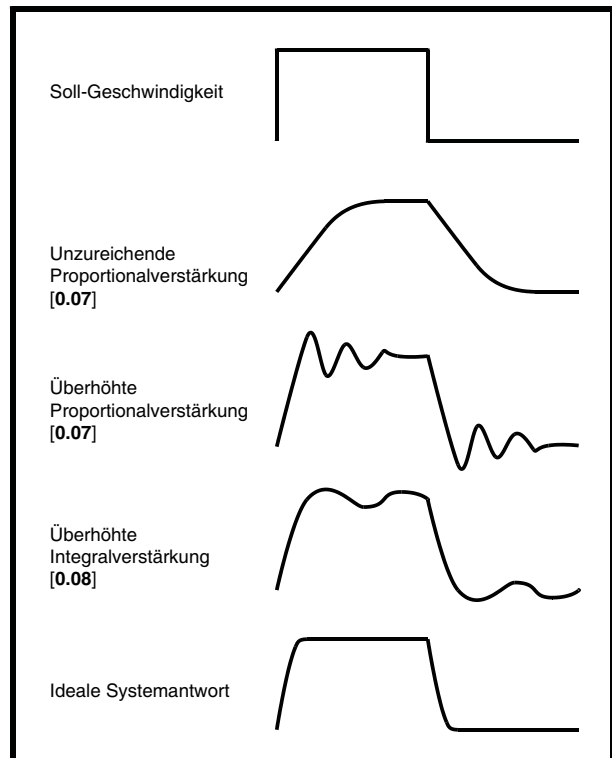 Soll-Geschwindigkeit
Unzureichende
Proportionalverstärkung
[0.07]
Überhöhte
Proportionalverstärkung
[0.07]
Überhöhte
Integralverstärkung
[0.08]
Ideale Systemantwort